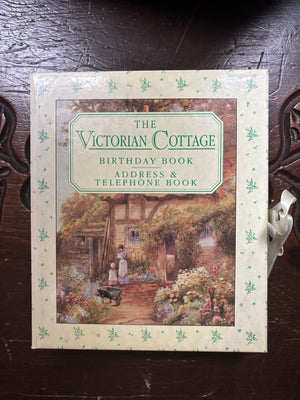 THE
VICTORIAN COTTAGE
BIRTHDAY BOOK
ADDRESS &
TELEPHONE BOOK